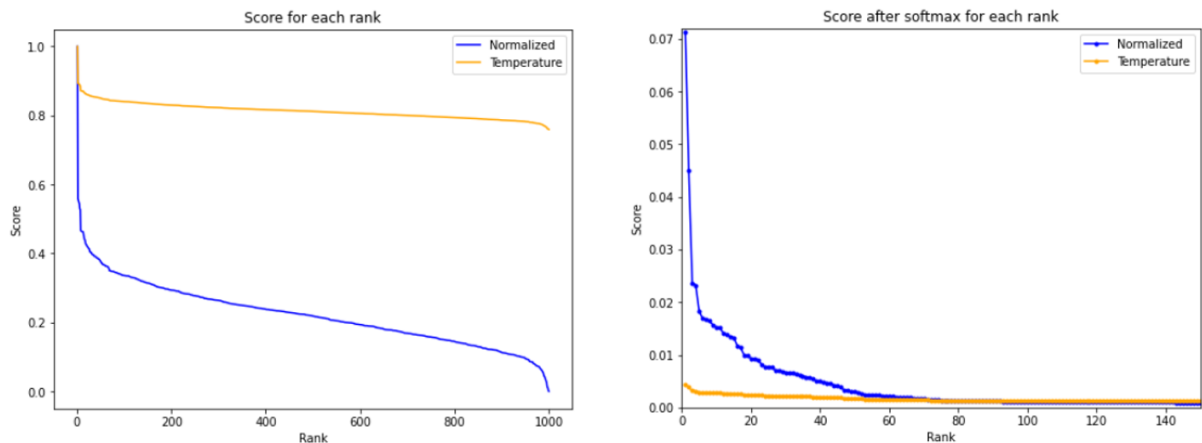 Score for each rank
Normalized
Temperature
1.0
0.8
0.6
0.4
0.2
0.0
Score
0
200
400
600
800
1000
Rank
Score after softmax for each rank
Normalized
Temperature
0.07
0.06
0.05
0.04
0.03
0.02
0.01
0.00
Score
0
20
40
60
80
100
120
140
Rank